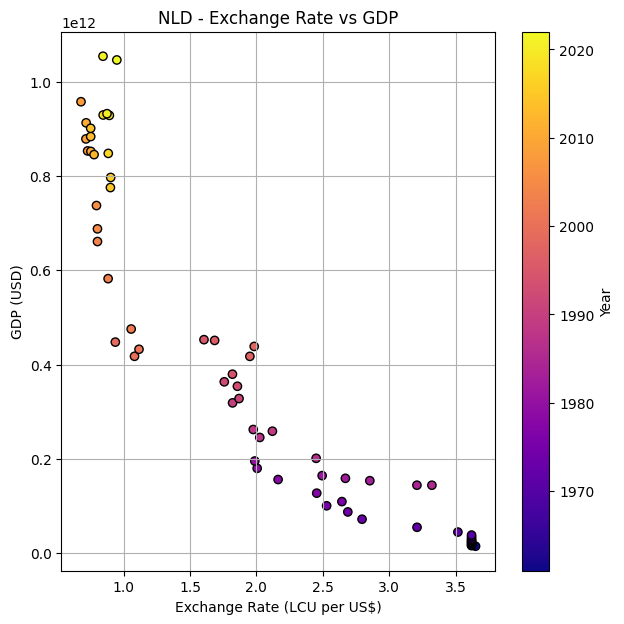 NLD - Exchange Rate vs GDP
1e12
1.0
0.8
0.6
0.4
0.2
0.0
GDP (USD)
1.0 1.5 2.0 2.5 3.0 3.5
Exchange Rate (LCU per US$)
2020
2010
2000
1990
1980
1970
Year